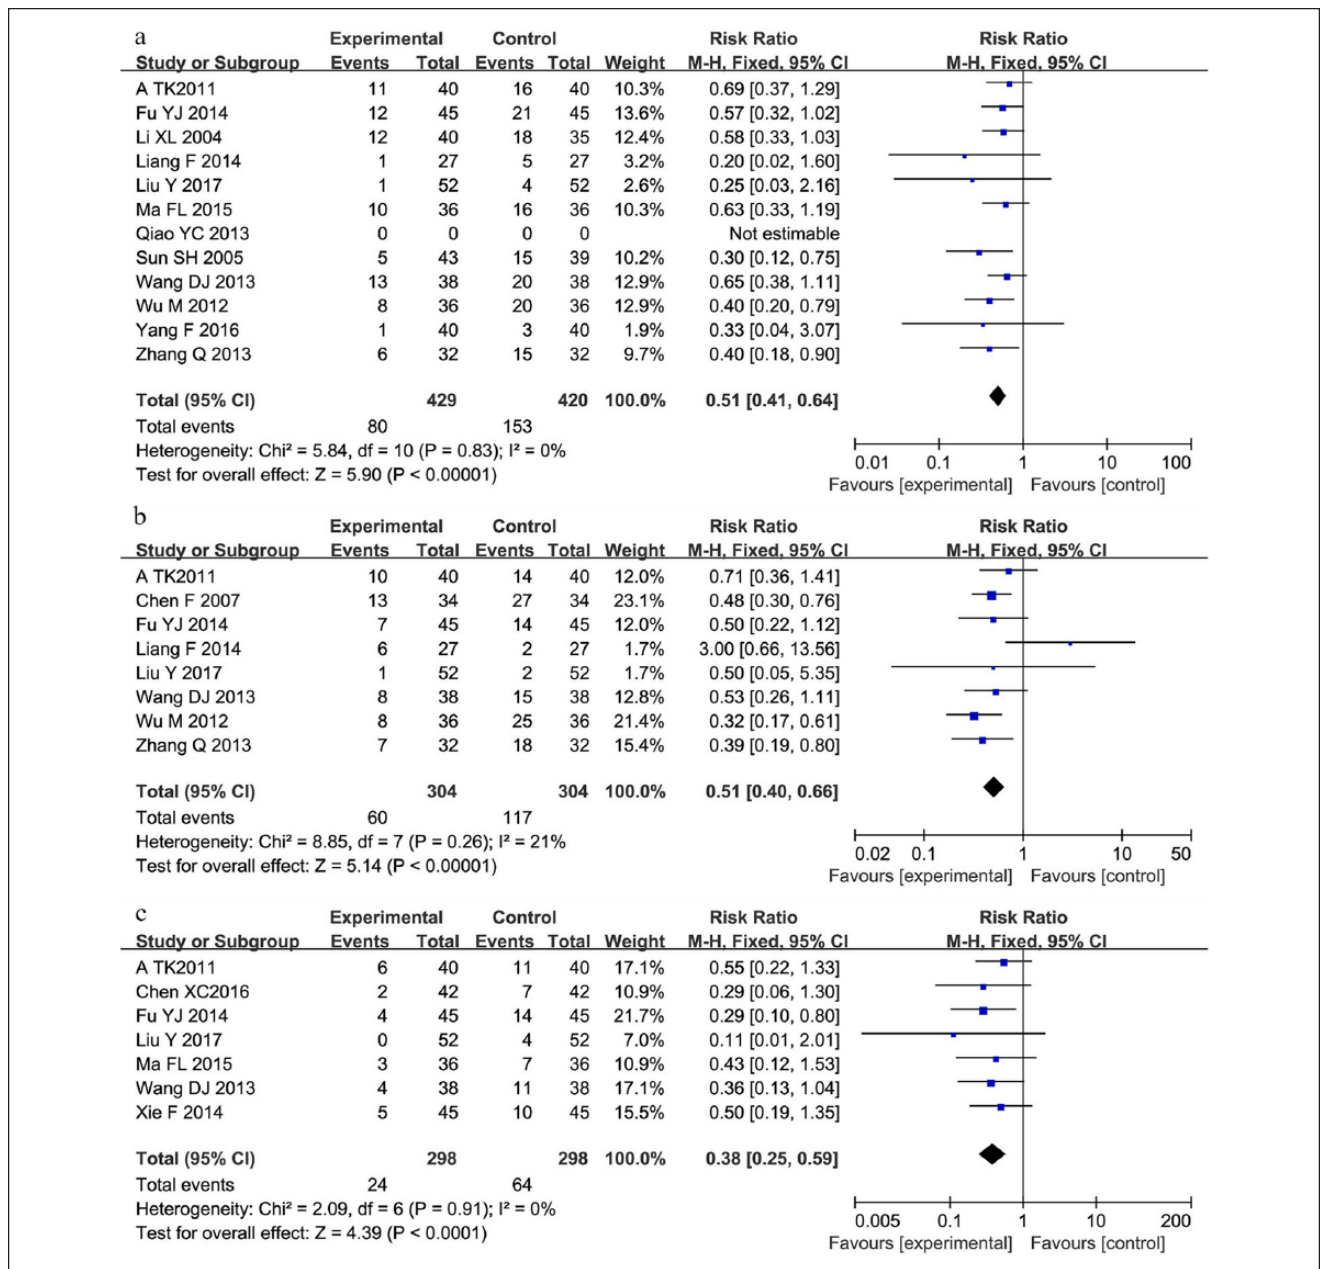 a
Experimental Control Risk Ratio Risk Ratio
Study or Subgroup Events Total Events Total Weight M-H, Fixed, 95% CI M-H, Fixed, 95% CI
A TK2011 11 40 16 40 10.3% 0.69 [0.37, 1.29]
Fu YJ 2014 12 45 21 45 13.6% 0.57 [0.32, 1.02]
Li XL 2004 12 40 18 35 12.4% 0.58 [0.33, 1.03]
Liang F 2014 1 27 5 27 3.2% 0.20 [0.02, 1.60]
Liu Y 2017 1 52 4 52 2.6% 0.25 [0.03, 2.16]
Ma FL 2015 10 36 16 36 10.3% 0.63 [0.33, 1.19]
Qiao YC 2013 0 0 0 0 Not estimable
Sun SH 2005 5 43 15 39 10.2% 0.30 [0.12, 0.75]
Wang DJ 2013 13 38 20 38 12.9% 0.65 [0.38, 1.11]
Wu M 2012 8 36 20 36 12.9% 0.40 [0.20, 0.79]
Yang F 2016 1 40 3 40 1.9% 0.33 [0.04, 3.07]
Zhang Q 2013 6 32 15 32 9.7% 0.40 [0.18, 0.90]
Total (95% CI) 429 420 100.0% 0.51 [0.41, 0.64]
Total events 80 153
Heterogeneity: Chi² = 5.84, df = 10 (P = 0.83); I² = 0%
Test for overall effect: Z = 5.90 (P < 0.00001)
0.01 0.1 1 10 100
Favours [experimental] Favours [control]
b
Experimental Control Risk Ratio Risk Ratio
Study or Subgroup Events Total Events Total Weight M-H, Fixed, 95% CI M-H, Fixed, 95% CI
A TK2011 10 40 14 40 12.0% 0.71 [0.36, 1.41]
Chen F 2007 13 34 27 34 23.1% 0.48 [0.30, 0.76]
Fu YJ 2014 7 45 14 45 12.0% 0.50 [0.22, 1.12]
Liang F 2014 6 27 2 27 1.7% 3.00 [0.66, 13.56]
Liu Y 2017 1 52 2 52 1.7% 0.50 [0.05, 5.35]
Wang DJ 2013 8 38 15 38 12.8% 0.53 [0.26, 1.11]
Wu M 2012 8 36 25 36 21.4% 0.32 [0.17, 0.61]
Zhang Q 2013 7 32 18 32 15.4% 0.39 [0.19, 0.80]
Total (95% CI) 304 304 100.0% 0.51 [0.40, 0.66]
Total events 60 117
Heterogeneity: Chi² = 8.85, df = 7 (P = 0.26); I² = 21%
Test for overall effect: Z = 5.14 (P < 0.00001)
0.02 0.1 1 10 50
Favours [experimental] Favours [control]
c
Experimental Control Risk Ratio Risk Ratio
Study or Subgroup Events Total Events Total Weight M-H, Fixed, 95% CI M-H, Fixed, 95% CI
A TK2011 6 40 11 40 17.1% 0.55 [0.22, 1.33]
Chen XC2016 2 42 7 42 10.9% 0.29 [0.06, 1.30]
Fu YJ 2014 4 45 14 45 21.7% 0.29 [0.10, 0.80]
Liu Y 2017 0 52 4 52 7.0% 0.11 [0.01, 2.01]
Ma FL 2015 3 36 7 36 10.9% 0.43 [0.12, 1.53]
Wang DJ 2013 4 38 11 38 17.1% 0.36 [0.13, 1.04]
Xie F 2014 5 45 10 45 15.5% 0.50 [0.19, 1.35]
Total (95% CI) 298 298 100.0% 0.38 [0.25, 0.59]
Total events 24 64
Heterogeneity: Chi² = 2.09, df = 6 (P = 0.91); I² = 0%
Test for overall effect: Z = 4.39 (P < 0.0001)
0.005 0.1 1 10 200
Favours [experimental] Favours [control]